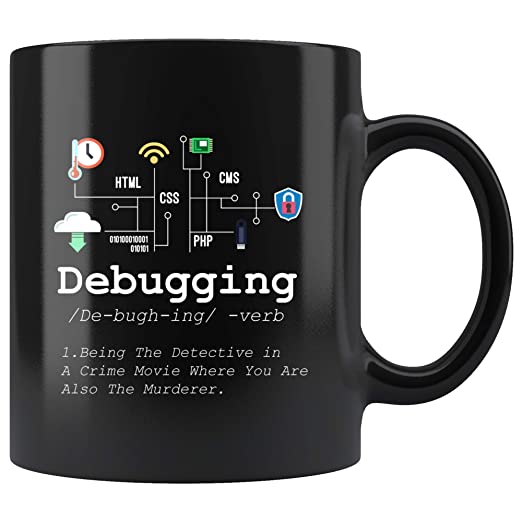 HTML
CSS
CMS
010100010001
010101
PHP
Debugging
/De-bugh-ing/ -verb
1.Being The Detective in
A Crime Movie Where You Are
Also The Murderer.